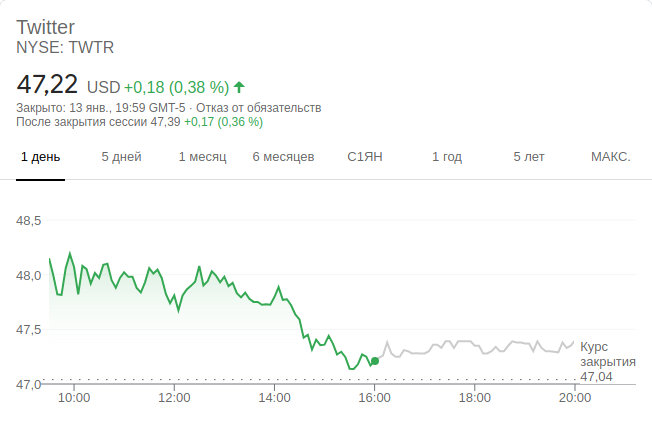 Twitter
NYSE: TWTR
47,22 USD +0,18 (0,38 %)
Закрыто: 13 янв., 19:59 GMT-5 · Отказ от обязательств
После закрытия сессии 47,39 +0,17 (0,36 %)
1 день 5 дней 1 месяц 6 месяцев С1ЯН 1 год 5 лет МАКС.
48,5
48,0
47,5
47,0
Курс
закрытия
47,04
10:00 12:00 14:00 16:00 18:00 20:00